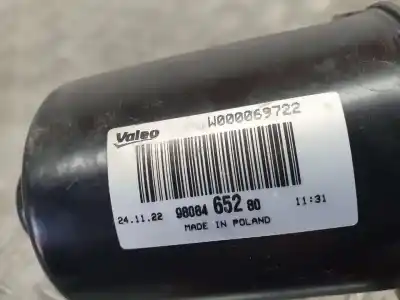 Valeo W000069722
24.11.22 98084 652 80 11:31
MADE IN POLAND